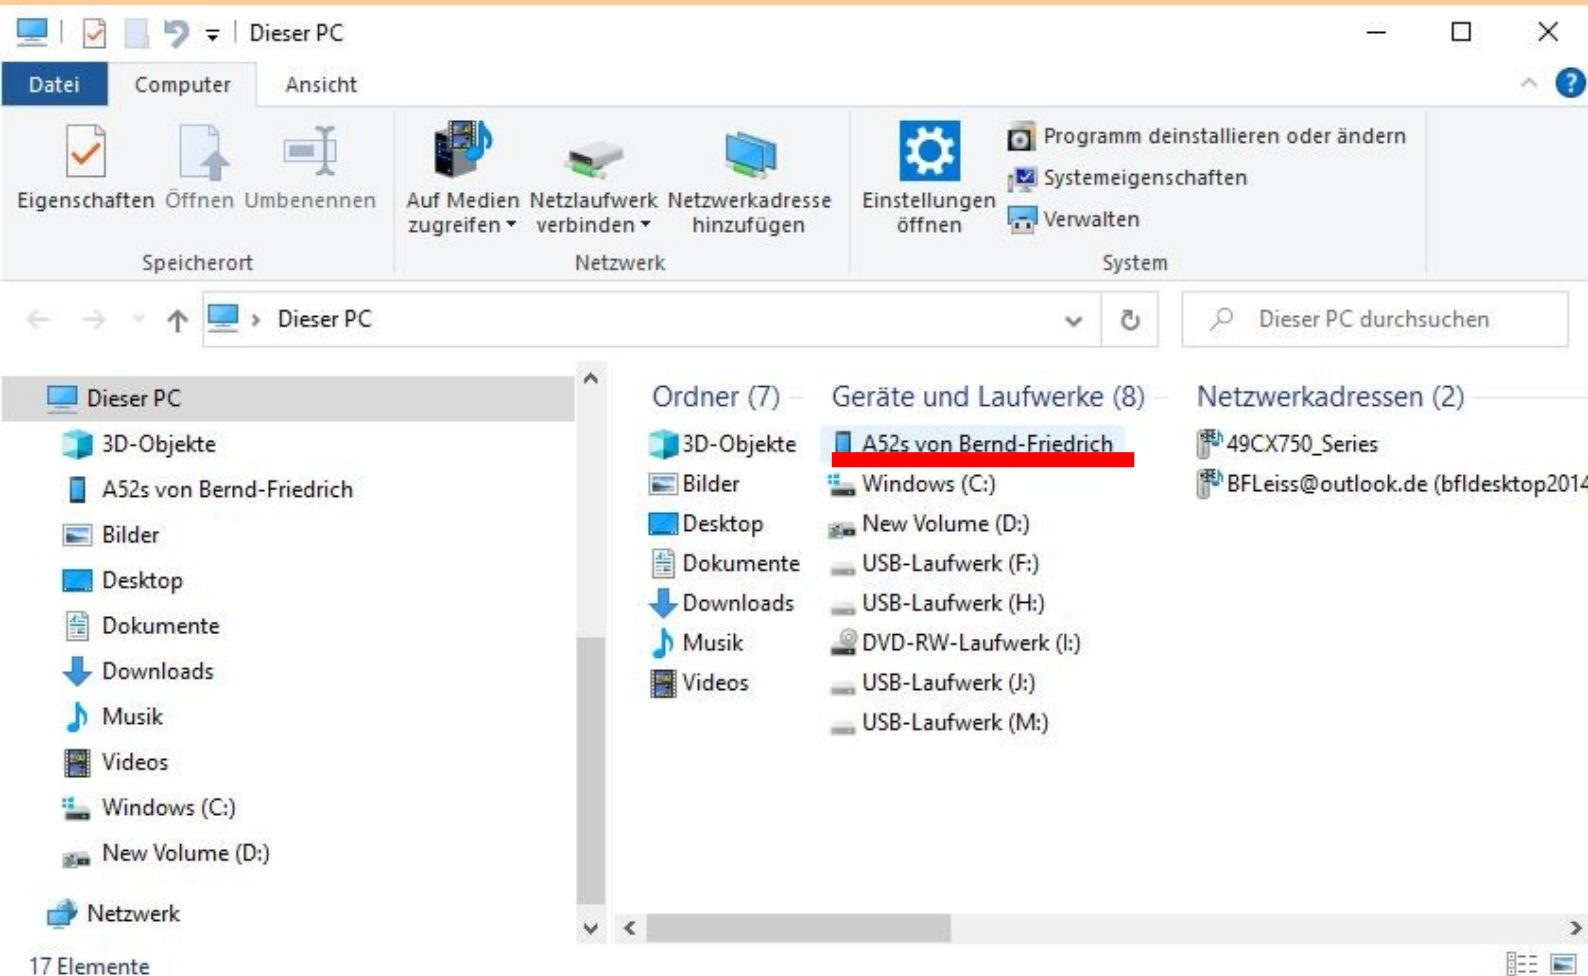 Dieser PC
Datei
Computer
Ansicht
Eigenschaften
Öffnen
Umbenennen
Auf Medien
zugreifen
Netzlaufwerk
verbinden
Netzwerkadresse
hinzufügen
Einstellungen
öffnen
Programm deinstallieren oder ändern
Systemeigenschaften
Verwalten
Speicherort
Netzwerk
System
Dieser PC
Dieser PC durchsuchen
Dieser PC
3D-Objekte
A52s von Bernd-Friedrich
Bilder
Desktop
Dokumente
Downloads
Musik
Videos
Windows (C:)
New Volume (D:)
Netzwerk
Ordner (7)
3D-Objekte
Bilder
Desktop
Dokumente
Downloads
Musik
Videos
Geräte und Laufwerke (8)
A52s von Bernd-Friedrich
Windows (C:)
New Volume (D:)
USB-Laufwerk (F:)
USB-Laufwerk (H:)
DVD-RW-Laufwerk (I:)
USB-Laufwerk (J:)
USB-Laufwerk (M:)
Netzwerkadressen (2)
49CX750_Series
BFLeiss@outlook.de (bfldesktop2014
17 Elemente